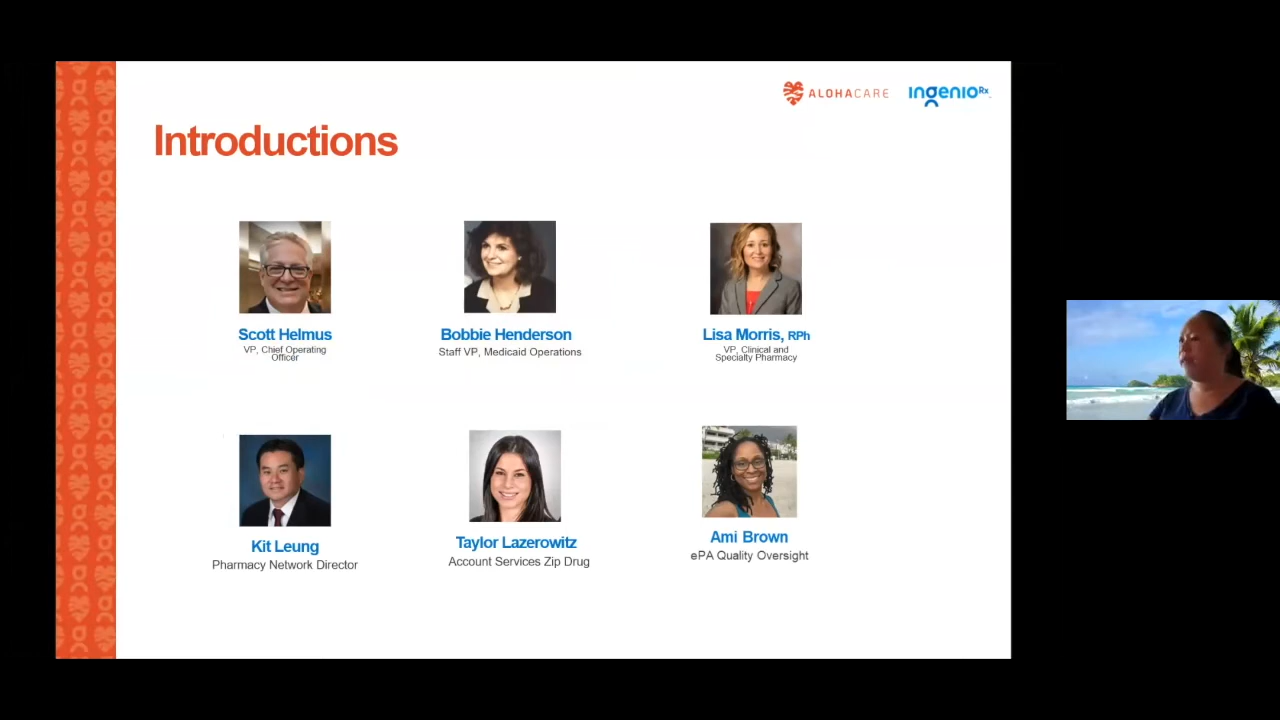 ALOHACARE
IngenioRx
Introductions
Scott Helmus
VP, Chief Operating
Officer
Bobbie Henderson
Staff VP, Medicaid Operations
Lisa Morris, RPh
VP, Clinical and
Specialty Pharmacy
Kit Leung
Pharmacy Network Director
Taylor Lazerowitz
Account Services Zip Drug
Ami Brown
ePA Quality Oversight